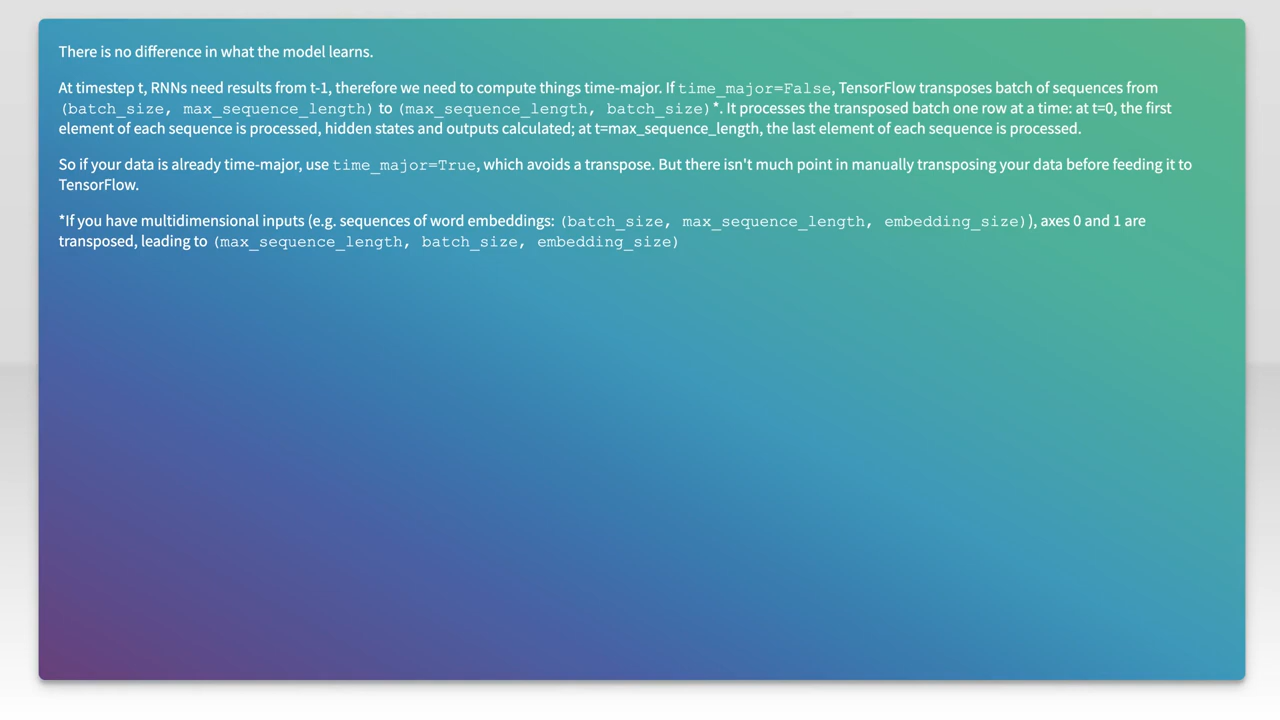 There is no difference in what the model learns.
At timestep t, RNNs need results from t-1, therefore we need to compute things time-major. If time_major=False, TensorFlow transposes batch of sequences from
(batch_size, max_sequence_length) to (max_sequence_length, batch_size)*. It processes the transposed batch one row at a time: at t=0, the first
element of each sequence is processed, hidden states and outputs calculated; at t=max_sequence_length, the last element of each sequence is processed.
So if your data is already time-major, use time_major=True, which avoids a transpose. But there isn't much point in manually transposing your data before feeding it to
TensorFlow.
*If you have multidimensional inputs (e.g. sequences of word embeddings: (batch_size, max_sequence_length, embedding_size)), axes 0 and 1 are
transposed, leading to (max_sequence_length, batch_size, embedding_size)